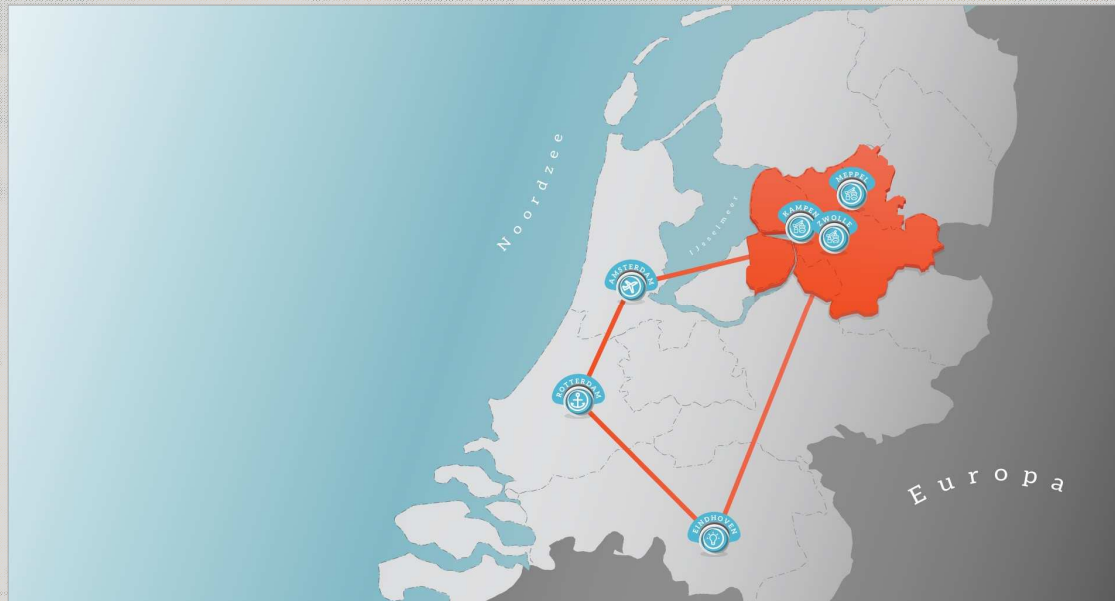 Noordzee
IJsselmeer
MEPPEL
KAMPEN
ZWOLLE
AMSTERDAM
ROTTERDAM
EINDHOVEN
Europa